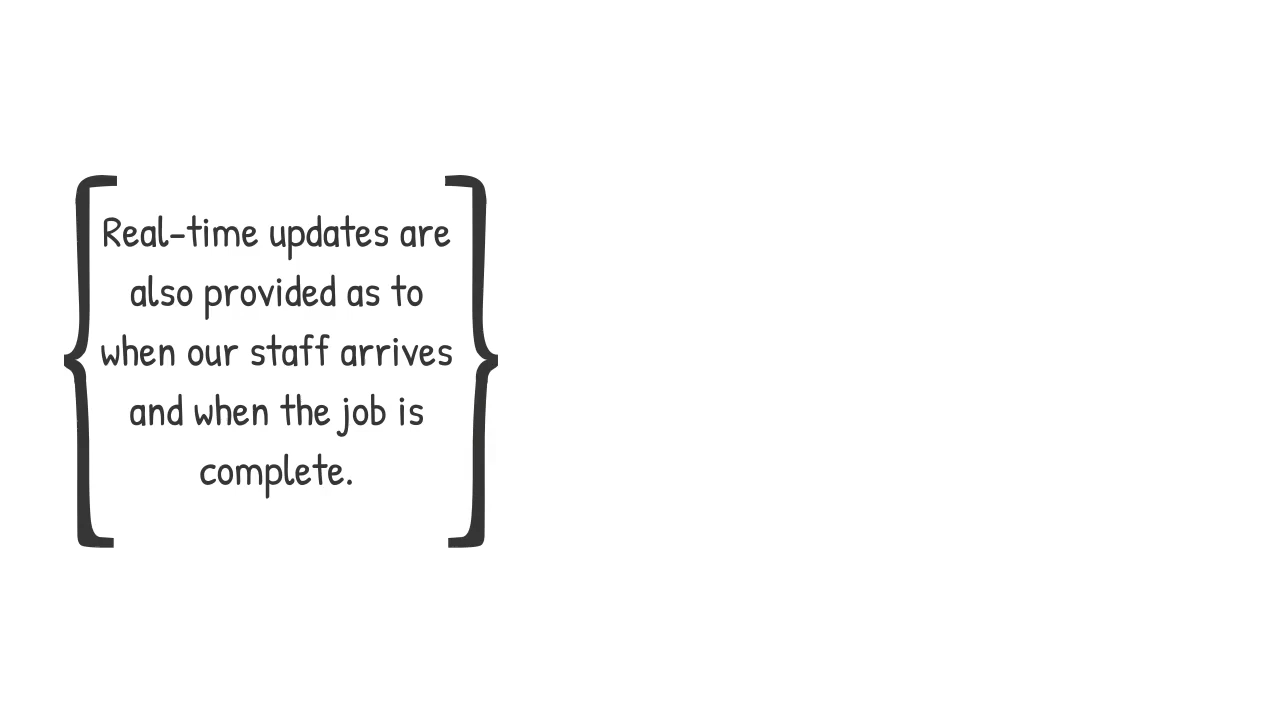 Real-time updates are
also provided as to
when our staff arrives
and when the job is
complete.